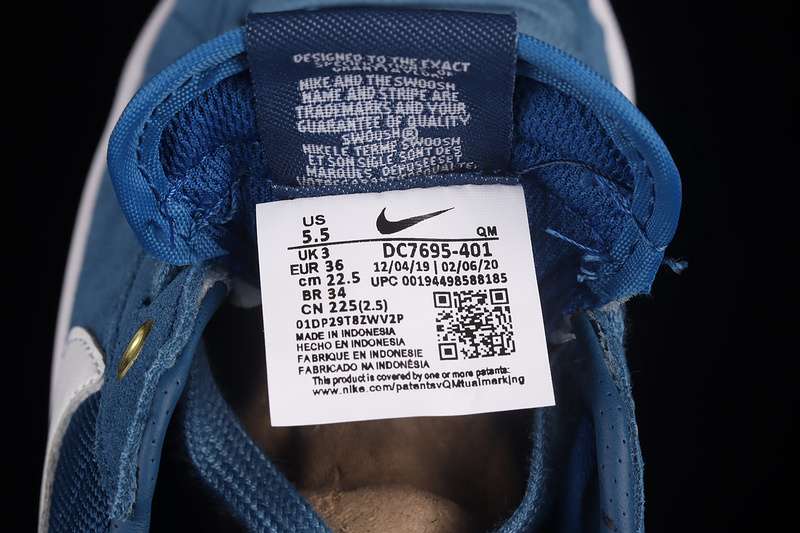 DESIGNED TO THE EXACT
NIKE AND THE SWOOSH
NAME AND STRIPE ARE
TRADEMARKS AND YOUR
GUARANTEE OF QUALITY
SWOUSH®
NIKELE TERME SWOOSH
ET SON SIGLE SONT DES
MARQUES, DEPUSEESET
US
5.5
QM
UK 3
DC7695-401
EUR 36
12/04/19 | 02/06/20
cm 22.5
UPC 00194498588185
BR 34
CN 225(2.5)
01DP29T8ZWV2P
MADE IN INDONESIA
HECHO EN INDONESIA
FABRIQUE EN INDONESIE
FABRICADO NA INDONÉSIA
This product is covered by one or more patents:
www.nike.com/patentsvQMtualmarking